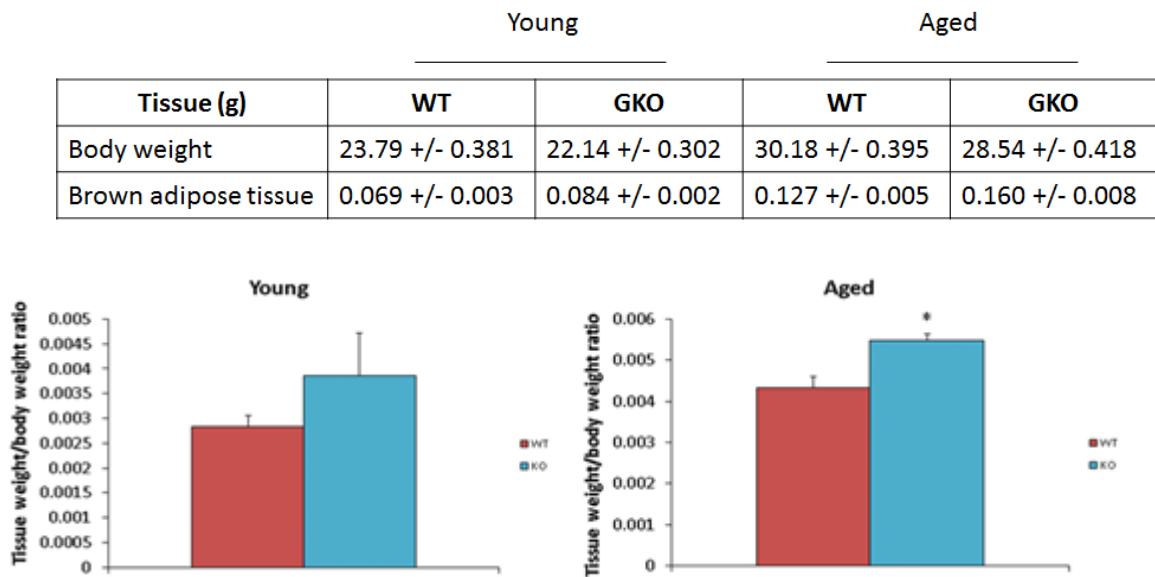 Young Aged
Tissue (g) WT GKO WT GKO
Body weight 23.79 +/- 0.381 22.14 +/- 0.302 30.18 +/- 0.395 28.54 +/- 0.418
Brown adipose tissue 0.069 +/- 0.003 0.084 +/- 0.002 0.127 +/- 0.005 0.160 +/- 0.008
Young
Tissue weight/body weight ratio
0.005
0.0045
0.004
0.0035
0.003
0.0025
0.002
0.0015
0.001
0.0005
0
WT
KO
Aged
Tissue weight/body weight ratio
0.006
0.005
0.004
0.003
0.002
0.001
0
*
WT
KO